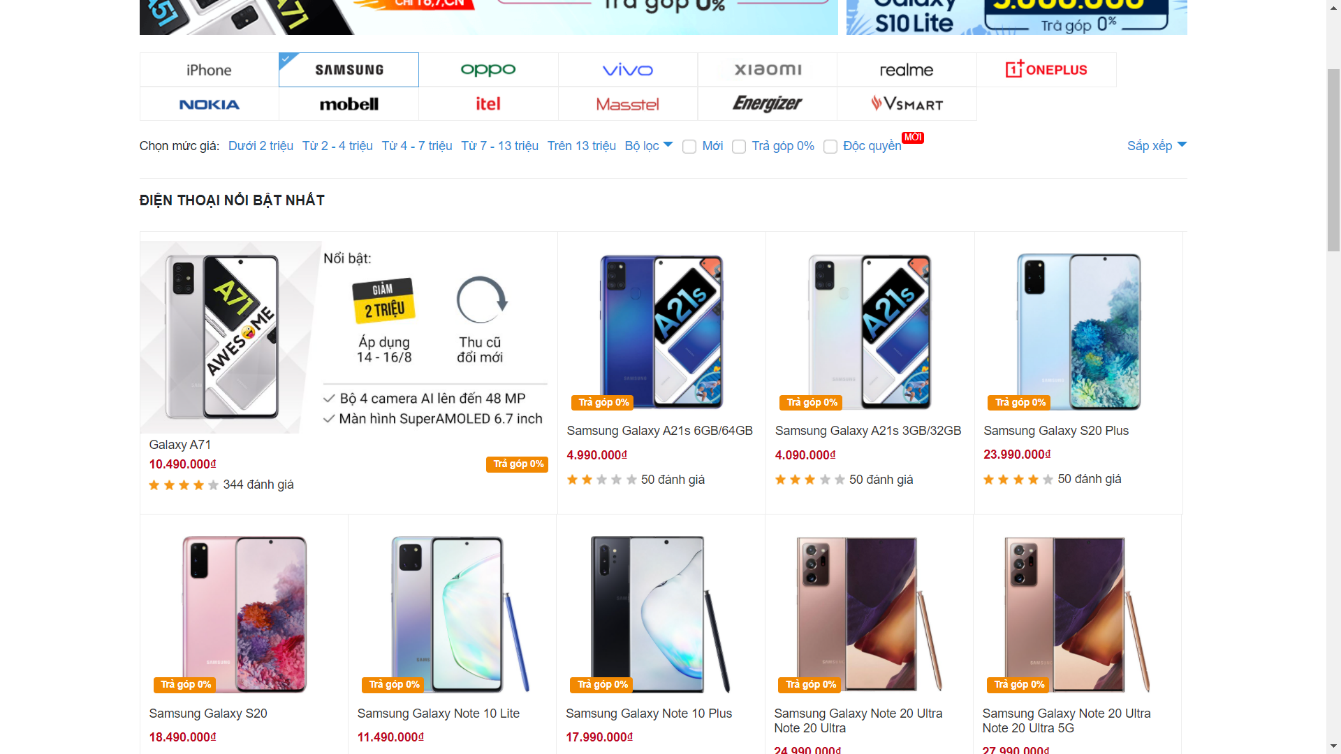 A51
A71
CHỈ T6,7,CN
Trả góp 0%
Galaxy
S10 Lite
Trả góp 0%
iPhone
SAMSUNG
oppo
vivo
xiaomi
realme
ONEPLUS
NOKIA
mobell
itel
Masstel
Energizer
VSMART
Chọn mức giá: Dưới 2 triệu Từ 2 - 4 triệu Từ 4 - 7 triệu Từ 7 - 13 triệu Trên 13 triệu Bộ lọc Mới Trả góp 0% Độc quyền MỚI Sắp xếp
ĐIỆN THOẠI NỔI BẬT NHẤT
A71
AWESOME
Nổi bật:
GIẢM
2 TRIỆU
Áp dụng
14 - 16/8
Thu cũ
đổi mới
Bộ 4 camera AI lên đến 48 MP
Màn hình SuperAMOLED 6.7 inch
Galaxy A71
10.490.000₫
Trả góp 0%
344 đánh giá
A21s
Trả góp 0%
Samsung Galaxy A21s 6GB/64GB
4.990.000₫
50 đánh giá
A21s
Trả góp 0%
Samsung Galaxy A21s 3GB/32GB
4.090.000₫
50 đánh giá
Trả góp 0%
Samsung Galaxy S20 Plus
23.990.000₫
50 đánh giá
Trả góp 0%
Samsung Galaxy S20
18.490.000₫
Trả góp 0%
Samsung Galaxy Note 10 Lite
11.490.000₫
Trả góp 0%
Samsung Galaxy Note 10 Plus
17.990.000₫
Trả góp 0%
Samsung Galaxy Note 20 Ultra
Note 20 Ultra
24.990.000₫
Trả góp 0%
Samsung Galaxy Note 20 Ultra
Note 20 Ultra 5G
27.990.000₫